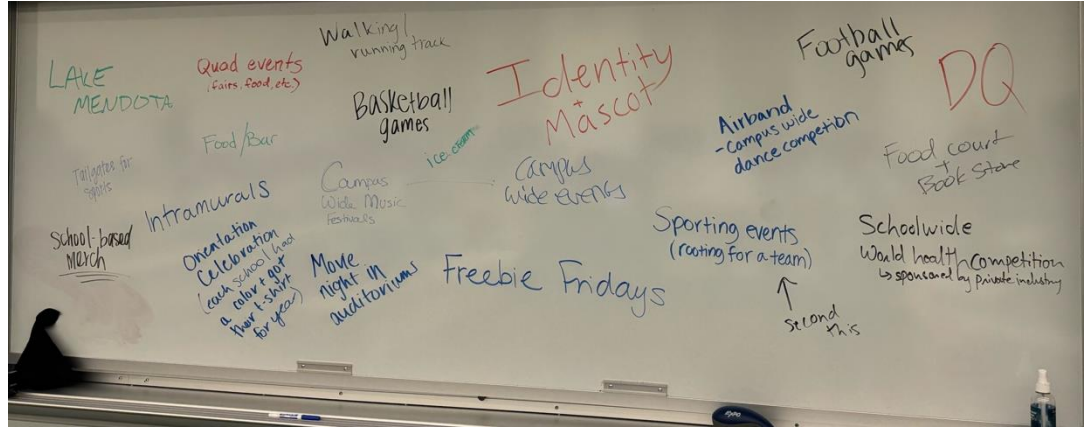 LAKE
MENDOTA
Quad events
(fairs, food, etc.)
Walking/
running track
Basketball
games
Identity
+
Mascot
Football
games
DQ
Food/Bar
ice cream
Airband
- campus wide
dance competion
Food court
+
Book Store
Tailgates for
sports
Intramurals
Campus
Wide Music
Festivals
Campus
wide events
School-based
merch
Orientation
Celebration
(each school had
a color + got
their t-shirt
for year)
Movie
night in
auditoriums
Freebie Fridays
Sporting events
(rooting for a team)
↑
second
this
Schoolwide
World health competition
↳ sponsored by private industry
EXPO